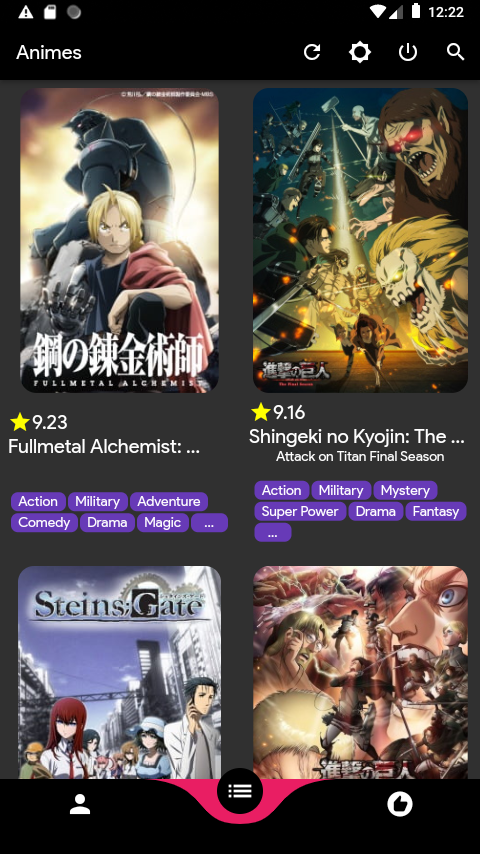 12:22
Animes
鋼の錬金術師
FULLMETAL ALCHEMIST
進撃の巨人
The Final Season
9.23
Fullmetal Alchemist: ...
9.16
Shingeki no Kyojin: The ...
Attack on Titan Final Season
Action Military Adventure
Comedy Drama Magic ...
Action Military Mystery
Super Power Drama Fantasy
...
Steins;Gate
進撃の巨人